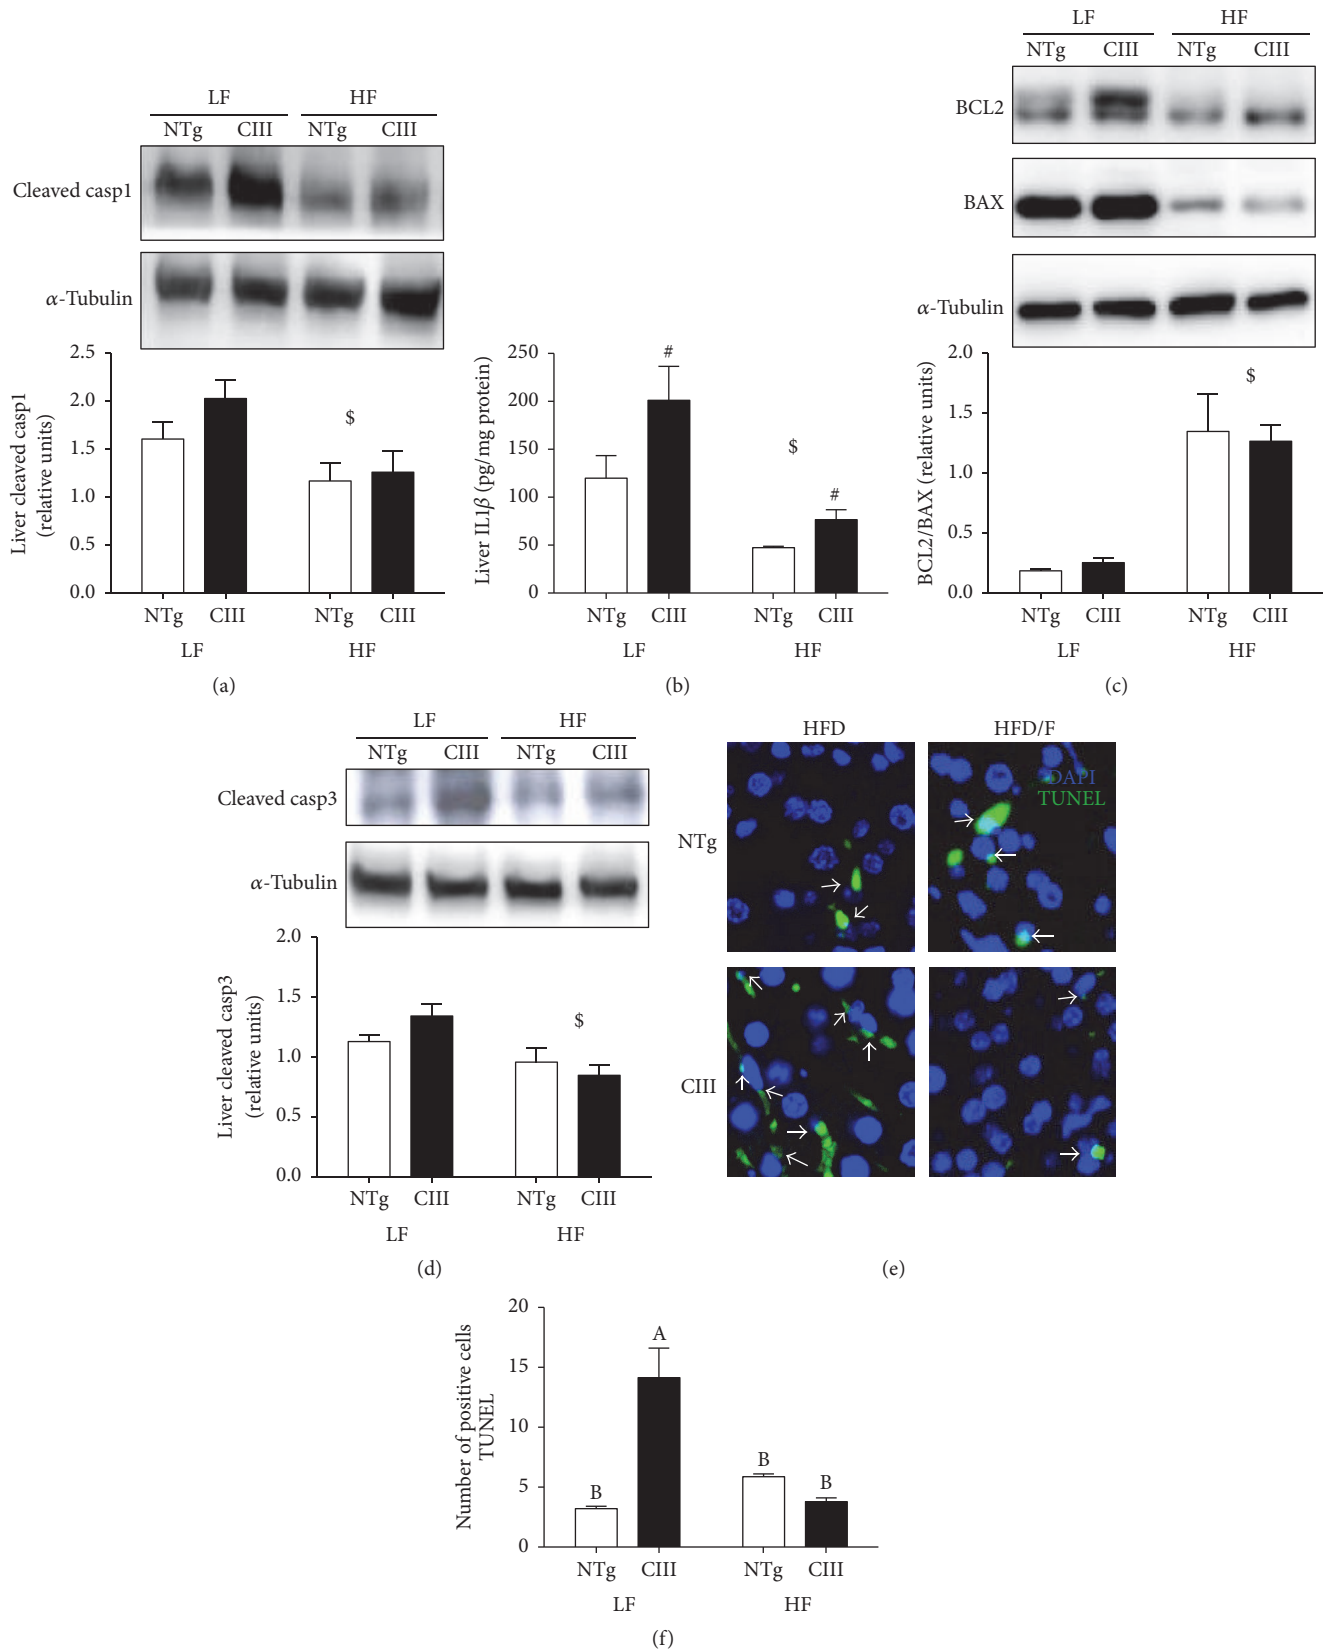 LF HF
NTg CIII NTg CIII
Cleaved casp1
α-Tubulin
Liver cleaved casp1
(relative units)
2.5
2.0
1.5
1.0
0.5
0.0
$
NTg CIII NTg CIII
LF HF
(a)
Liver IL1β (pg/mg protein)
250
200
150
100
50
0
#
$
#
NTg CIII NTg CIII
LF HF
(b)
LF HF
NTg CIII NTg CIII
BCL2
BAX
α-Tubulin
BCL2/BAX (relative units)
2.0
1.5
1.0
0.5
0.0
$
NTg CIII NTg CIII
LF HF
(c)
LF HF
NTg CIII NTg CIII
Cleaved casp3
α-Tubulin
Liver cleaved casp3
(relative units)
2.0
1.5
1.0
0.5
0.0
$
NTg CIII NTg CIII
LF HF
(d)
HFD HFD/F
DAPI
TUNEL
NTg
CIII
(e)
Number of positive cells
TUNEL
20
15
10
5
0
B A B B
NTg CIII NTg CIII
LF HF
(f)